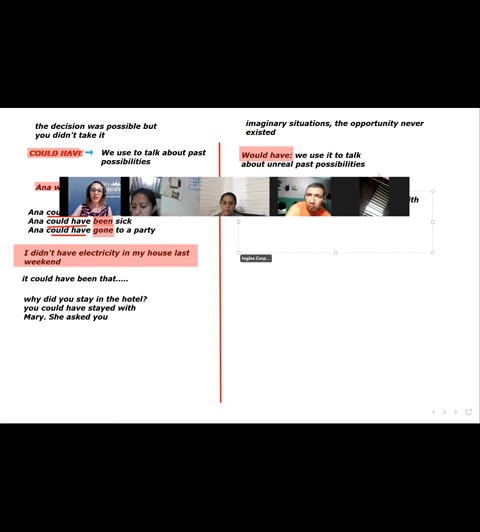 the decision was possible but
you didn't take it
COULD HAVE We use to talk about past
possibilities
Ana
Ana
Ana could have been sick
Ana could have gone to a party
I didn't have electricity in my house last
weekend
it could have been that.....
why did you stay in the hotel?
you could have stayed with
Mary. She asked you
imaginary situations, the opportunity never
existed
Would have: we use it to talk
about unreal past possibilities
Ingles Corp...
2